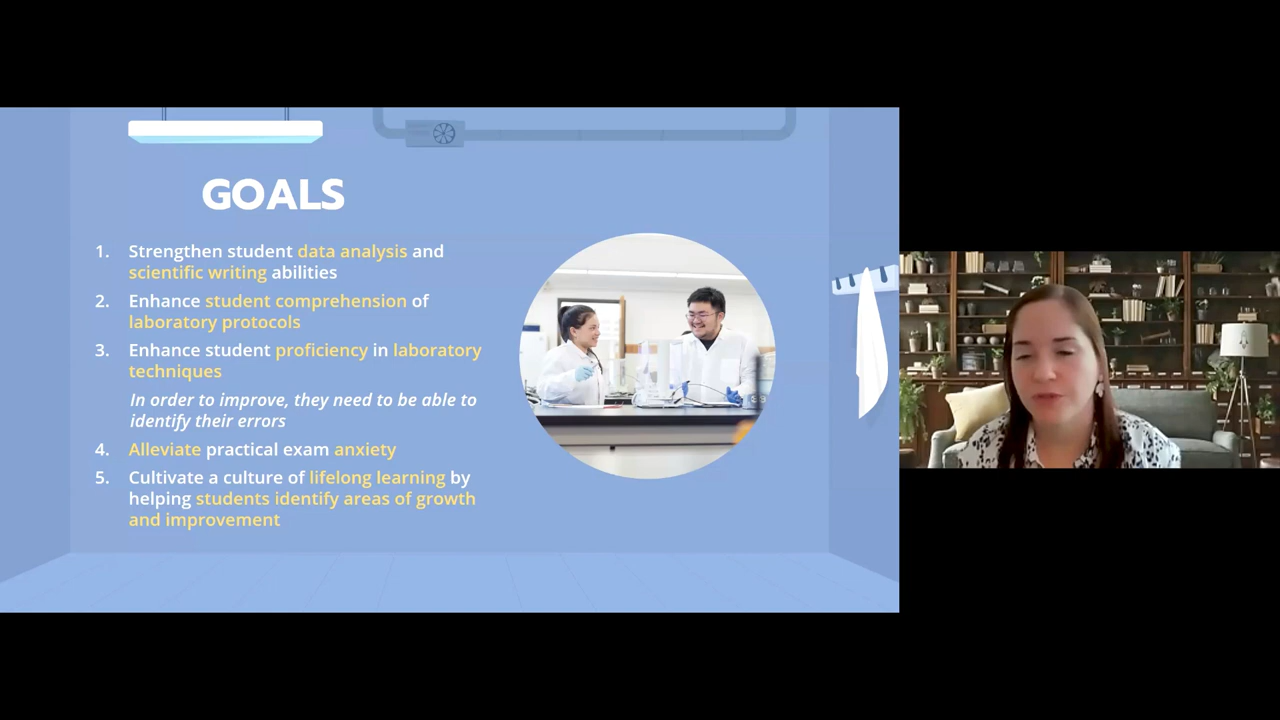 GOALS
1. Strengthen student data analysis and
scientific writing abilities
2. Enhance student comprehension of
laboratory protocols
3. Enhance student proficiency in laboratory
techniques
In order to improve, they need to be able to
identify their errors
4. Alleviate practical exam anxiety
5. Cultivate a culture of lifelong learning by
helping students identify areas of growth
and improvement